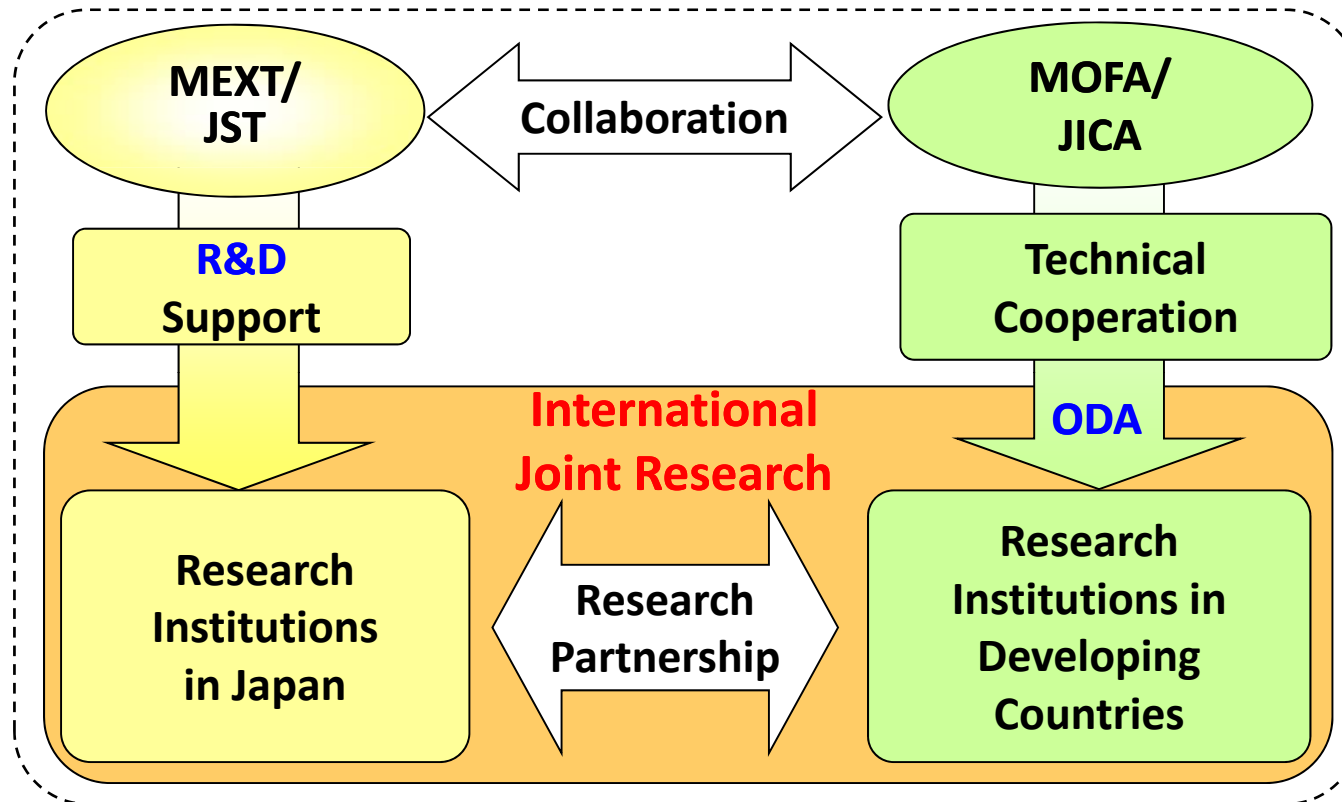 MEXT/
JST
Collaboration
MOFA/
JICA
R&D
Support
Technical
Cooperation
International
Joint Research
ODA
Research
Institutions
in Japan
Research
Partnership
Research
Institutions in
Developing
Countries